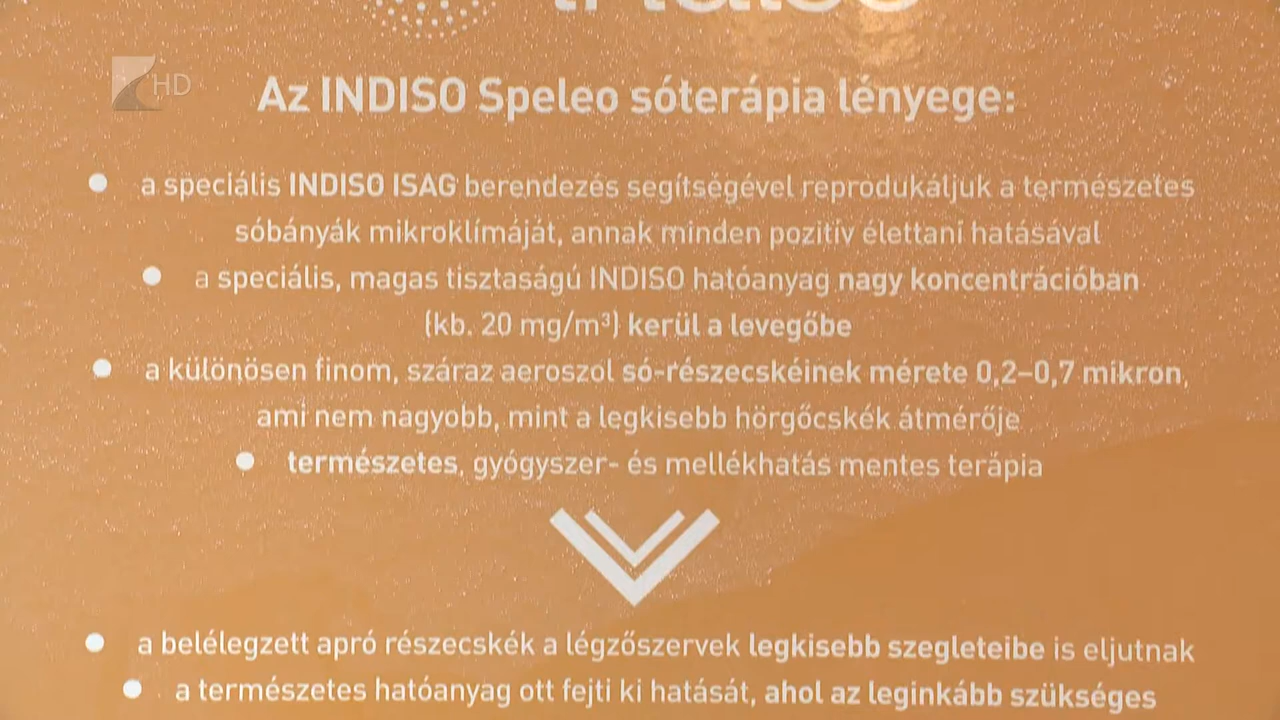 HD
Az INDISO Speleo sóterápia lényege:
a speciális INDISO ISAG berendezés segítségével reprodukáljuk a természetes
sóbányák mikroklímáját, annak minden pozitív élettani hatásával
a speciális, magas tisztaságú INDISO hatóanyag nagy koncentrációban
(kb. 20 mg/m³) kerül a levegőbe
a különösen finom, száraz aeroszol só-részecskéinek mérete 0,2–0,7 mikron,
ami nem nagyobb, mint a legkisebb hörgőcskék átmérője
természetes, gyógyszer- és mellékhatás mentes terápia
a belélegzett apró részecskék a légzőszervek legkisebb szegleteibe is eljutnak
a természetes hatóanyag ott fejti ki hatását, ahol az leginkább szükséges